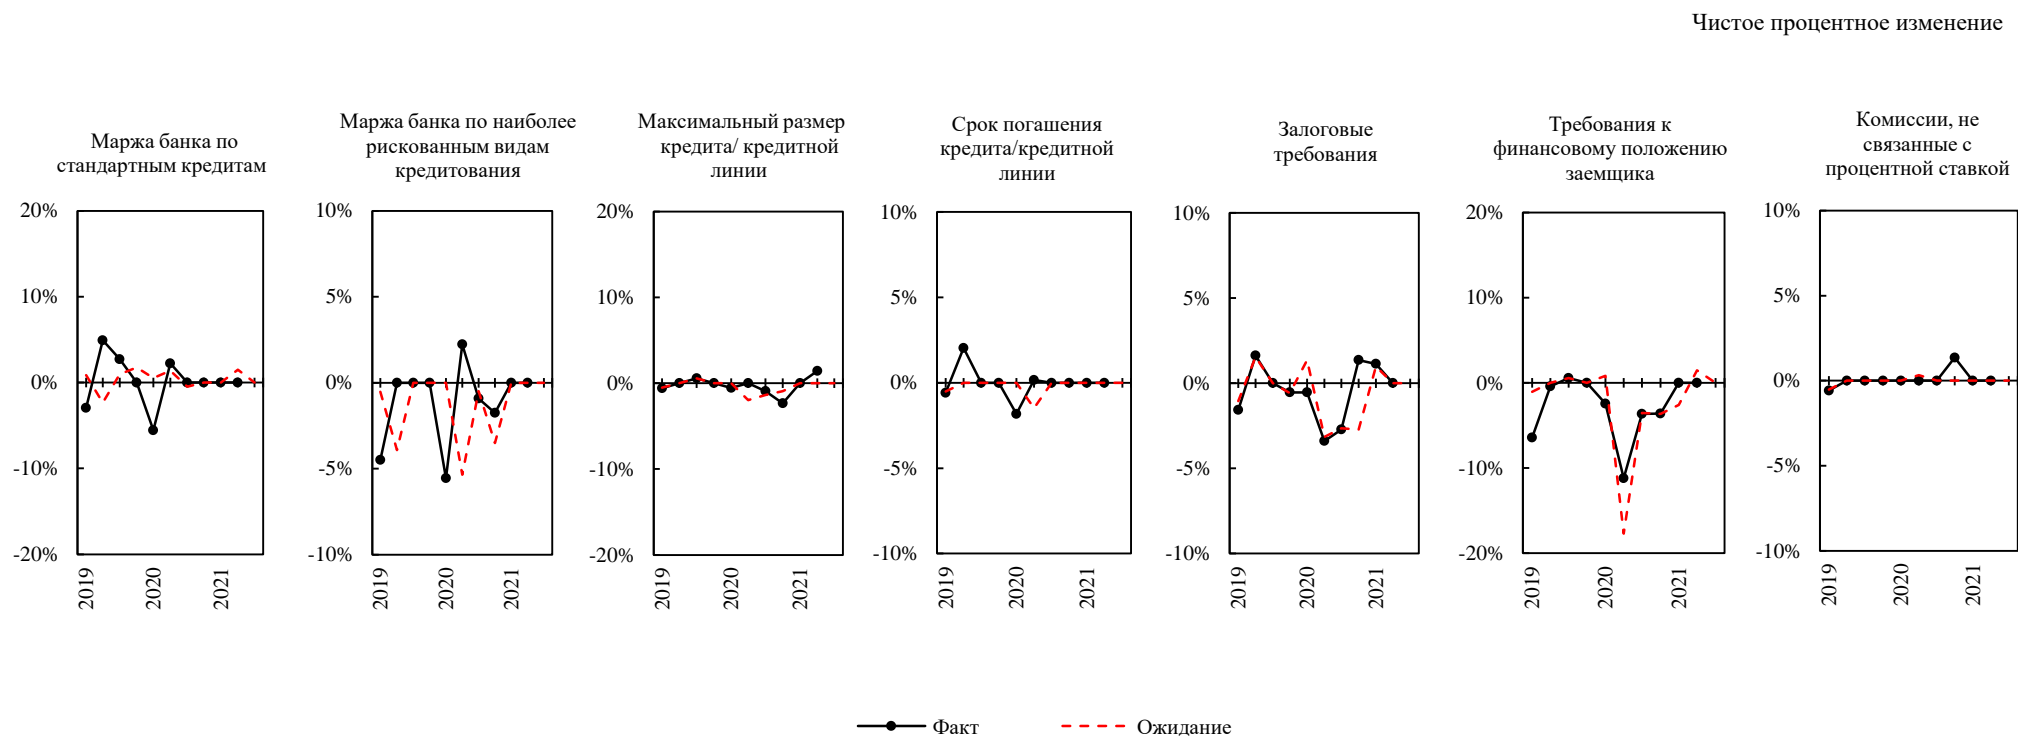 Чистое процентное изменение
Маржа банка по
стандартным кредитам
20%
10%
0%
-10%
-20%
2019
2020
2021
Маржа банка по наиболее
рискованным видам
кредитования
10%
5%
0%
-5%
-10%
2019
2020
2021
Максимальный размер
кредита/ кредитной
линии
20%
10%
0%
-10%
-20%
2019
2020
2021
Срок погашения
кредита/кредитной
линии
10%
5%
0%
-5%
-10%
2019
2020
2021
Залоговые
требования
10%
5%
0%
-5%
-10%
2019
2020
2021
Требования к
финансовому положению
заемщика
20%
10%
0%
-10%
-20%
2019
2020
2021
Комиссии, не
связанные с
процентной ставкой
10%
5%
0%
-5%
-10%
2019
2020
2021
Факт
Ожидание